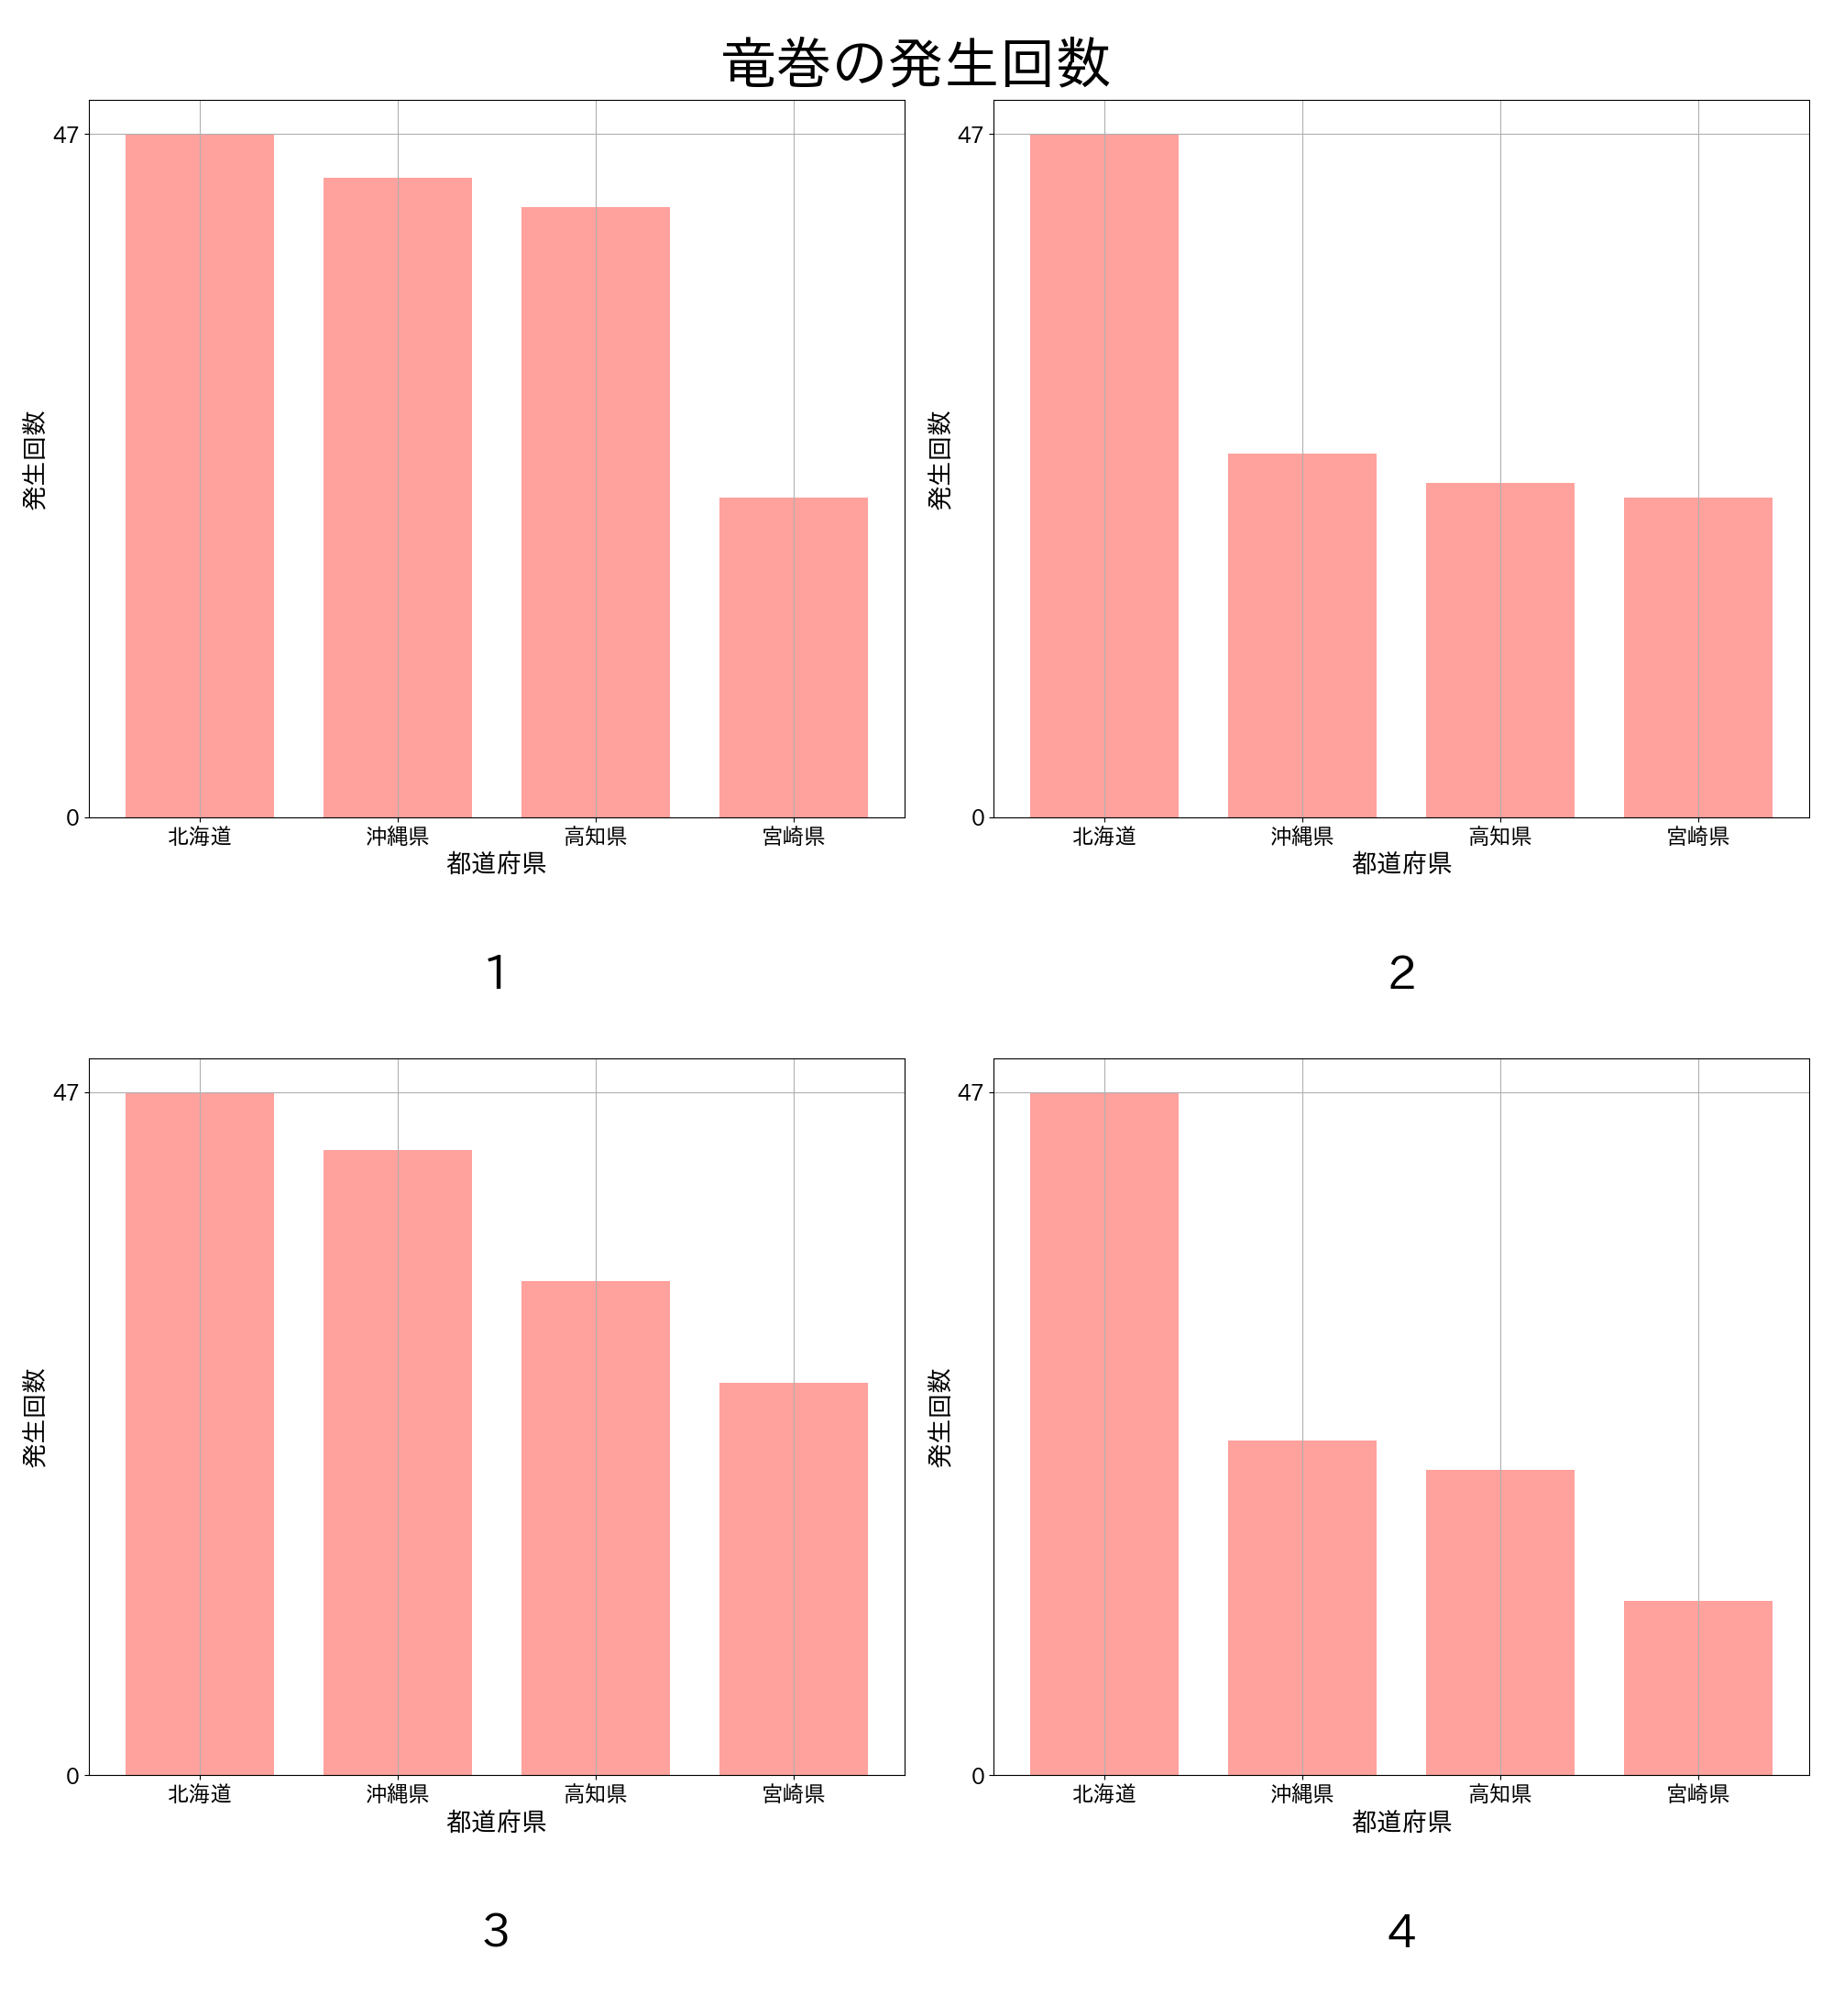 竜巻の発生回数
47
0
発生回数
北海道 沖縄県 高知県 宮崎県
都道府県
1
47
0
発生回数
北海道 沖縄県 高知県 宮崎県
都道府県
2
47
0
発生回数
北海道 沖縄県 高知県 宮崎県
都道府県
3
47
0
発生回数
北海道 沖縄県 高知県 宮崎県
都道府県
4